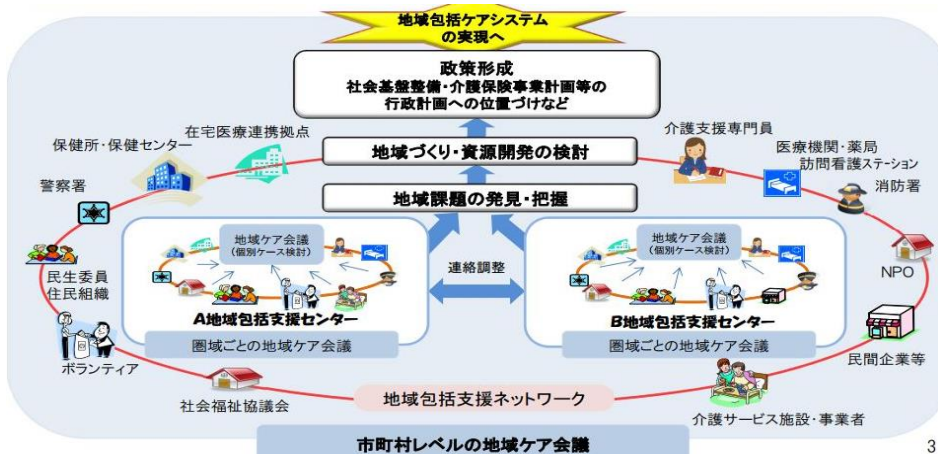 地域包括ケアシステム
の実現へ
政策形成
社会基盤整備・介護保険事業計画等の
行政計画への位置づけなど
地域づくり・資源開発の検討
地域課題の発見・把握
在宅医療連携拠点
保健所・保健センター
警察署
民生委員
住民組織
ボランティア
社会福祉協議会
介護支援専門員
医療機関・薬局
訪問看護ステーション
消防署
NPO
民間企業等
介護サービス施設・事業者
地域ケア会議
(個別ケース検討)
A地域包括支援センター
圏域ごとの地域ケア会議
連絡調整
地域ケア会議
(個別ケース検討)
B地域包括支援センター
圏域ごとの地域ケア会議
地域包括支援ネットワーク
市町村レベルの地域ケア会議
3